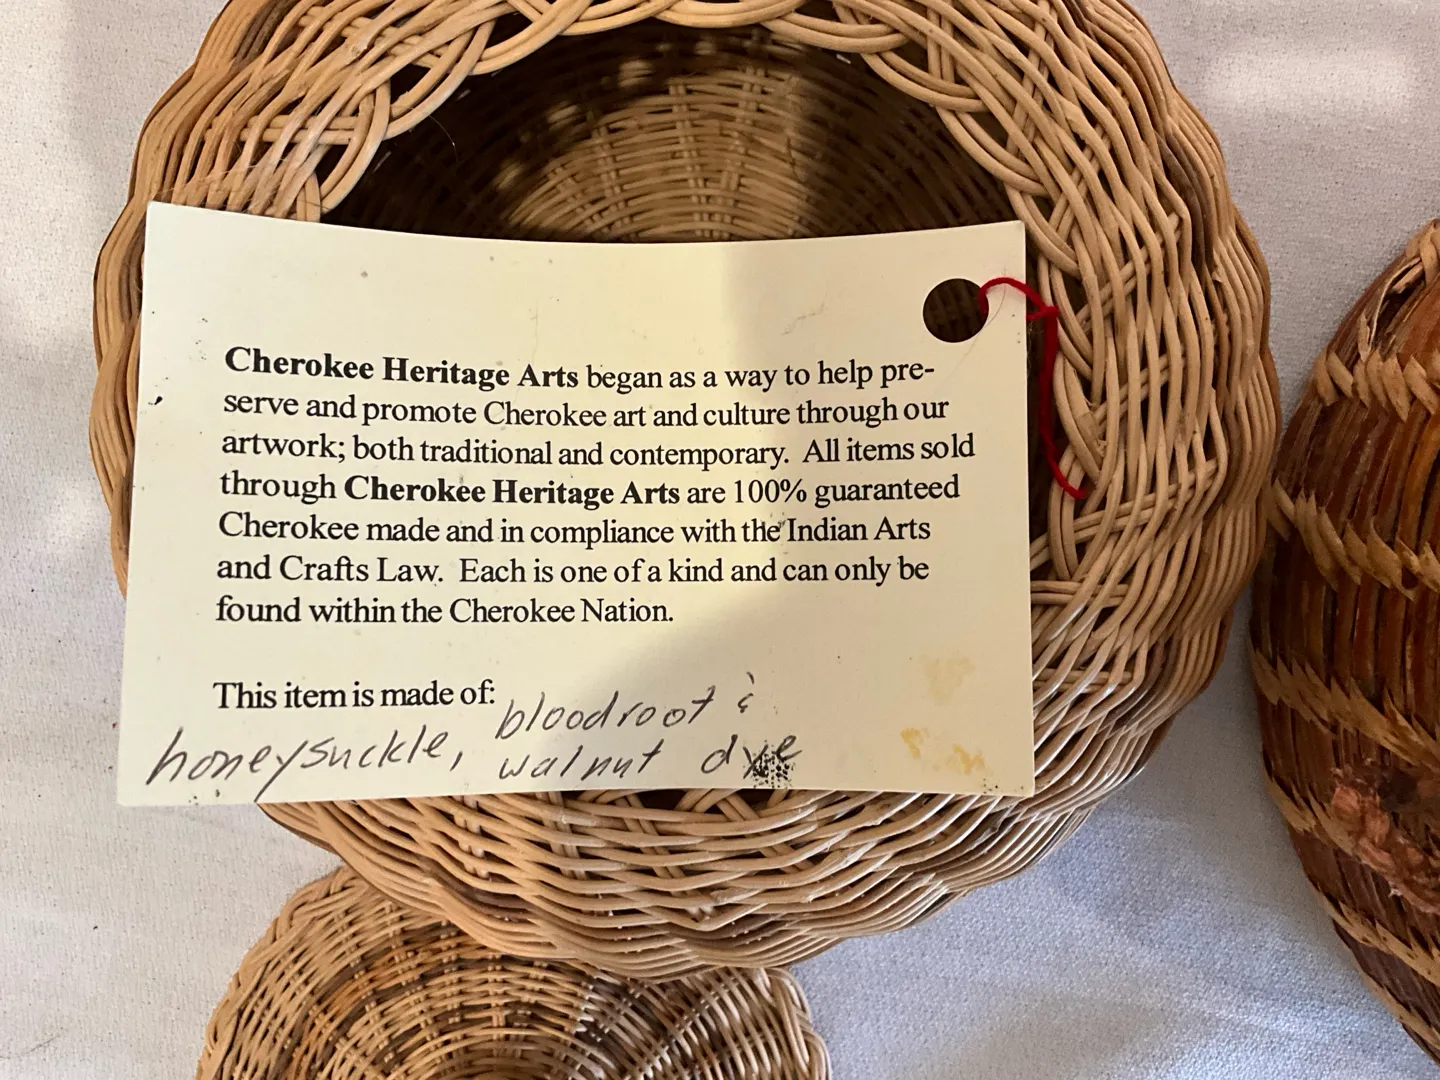 Cherokee Heritage Arts began as a way to help pre-
serve and promote Cherokee art and culture through our
artwork; both traditional and contemporary. All items sold
through Cherokee Heritage Arts are 100% guaranteed
Cherokee made and in compliance with the Indian Arts
and Crafts Law. Each is one of a kind and can only be
found within the Cherokee Nation.
This item is made of: bloodroot &
honeysuckle, walnut dye